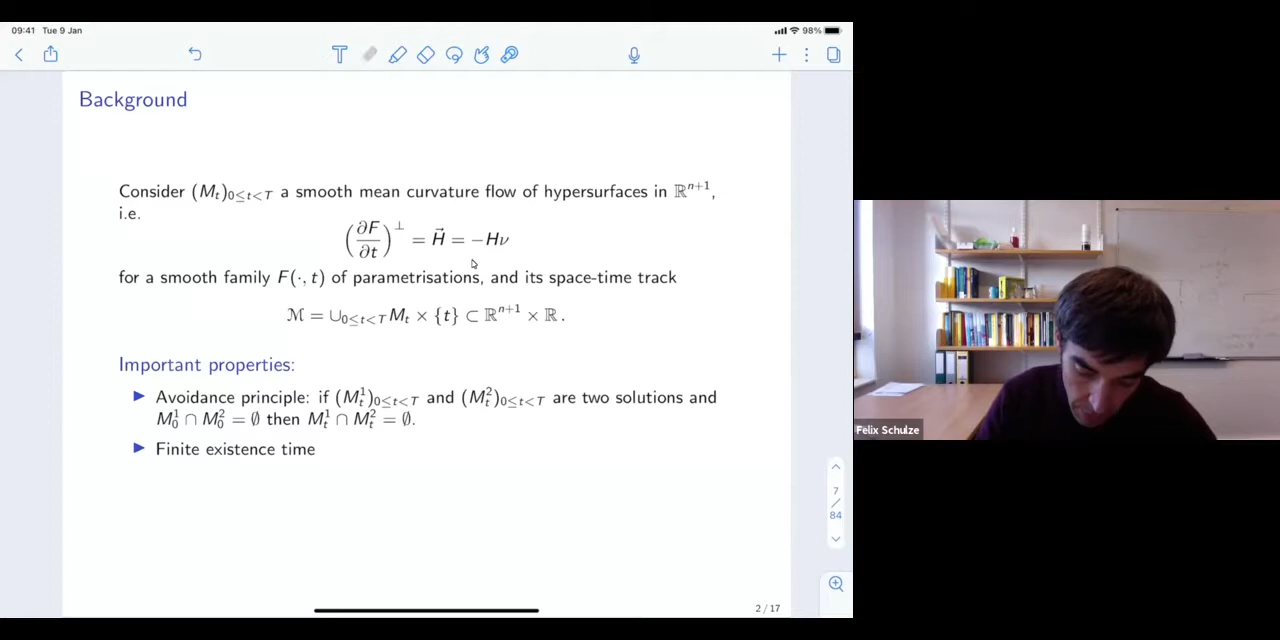 09:41 Tue 9 Jan
98%
Background
Consider (M_t)_{0≤t<T} a smooth mean curvature flow of hypersurfaces in ℝ^{n+1},
i.e.
(∂F/∂t)^⊥ = H⃗ = −Hν
for a smooth family F(·, t) of parametrisations, and its space-time track
ℳ = ∪_{0≤t<T} M_t × {t} ⊂ ℝ^{n+1} × ℝ .
Important properties:
▶ Avoidance principle: if (M_t^1)_{0≤t<T} and (M_t^2)_{0≤t<T} are two solutions and
M_0^1 ∩ M_0^2 = ∅ then M_t^1 ∩ M_t^2 = ∅.
▶ Finite existence time
7
/
84
2 / 17
Felix Schulze